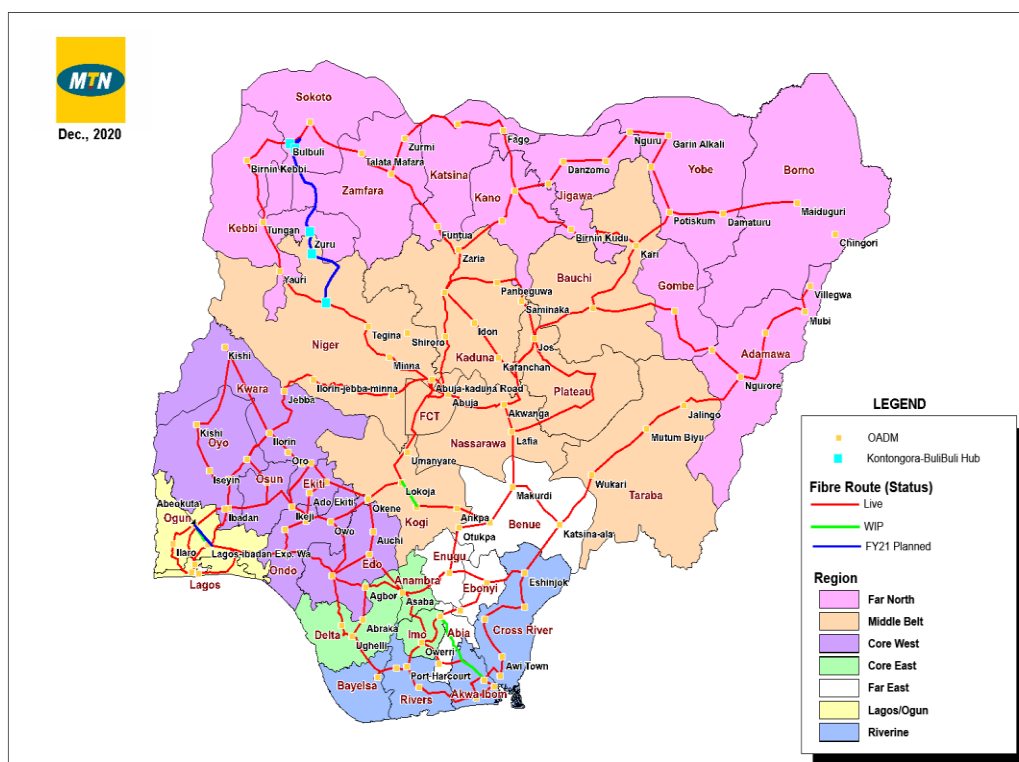 MTN
Dec., 2020
Sokoto
Bulbuli
Birnin Kebbi
Talata Mafara
Zurmi
Zamfara
Katsina
Fago
Kano
Danzomo
Jigawa
Nguru
Garin Alkali
Yobe
Borno
Maiduguri
Damaturu
Potiskum
Chingori
Kebbi
Tungan
Zuru
Yauri
Funtua
Zaria
Birnin Kudu
Kari
Bauchi
Gombe
Panbeguwa
Saminaka
Villegwa
Mubi
Adamawa
Ngurore
Niger
Tegina
Shiroro
Minna
Idon
Kaduna
Jos
Kafanchan
Plateau
Kishi
Kwara
Ilorin-jebba-minna
Jebba
Abuja-kaduna Road
Abuja
FCT
Akwanga
Nassarawa
Lafia
Jalingo
Mutum Biyu
Kishi
Oyo
Ilorin
Oro
Iseyin
Osun
Ekiti
Umanyare
Lokoja
Kogi
Wukari
Taraba
Makurdi
Benue
Abeokuta
Ogun
Ibadan
Ado Ekiti
Ikeji
Okene
Owo
Auchi
Ankpa
Otukpa
Katsina-ala
Ilaro
Lagos-ibadan Exp. Wa
Lagos
Ondo
Edo
Enugu
Anambra
Ebonyi
Eshinjok
Agbor
Asaba
Delta
Abraka
Ughelli
Imo
Abia
Cross River
Owerri
Awi Town
Port-Harcourt
Bayelsa
Rivers
Akwa Ibom
LEGEND
OADM
Kontongora-BuliBuli Hub
Fibre Route (Status)
Live
WIP
FY21 Planned
Region
Far North
Middle Belt
Core West
Core East
Far East
Lagos/Ogun
Riverine